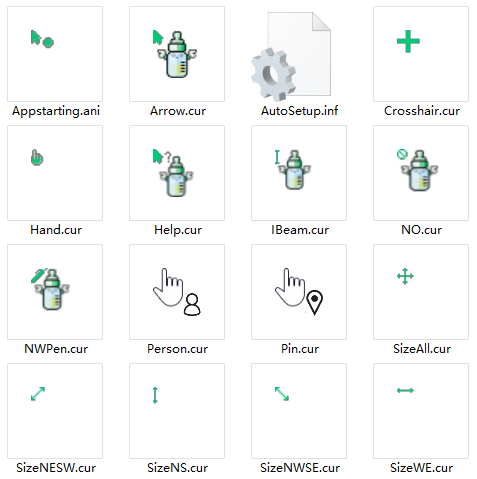 Appstarting.ani
Arrow.cur
AutoSetup.inf
Crosshair.cur
Hand.cur
Help.cur
IBeam.cur
NO.cur
NWPen.cur
Person.cur
Pin.cur
SizeAll.cur
SizeNESW.cur
SizeNS.cur
SizeNWSE.cur
SizeWE.cur